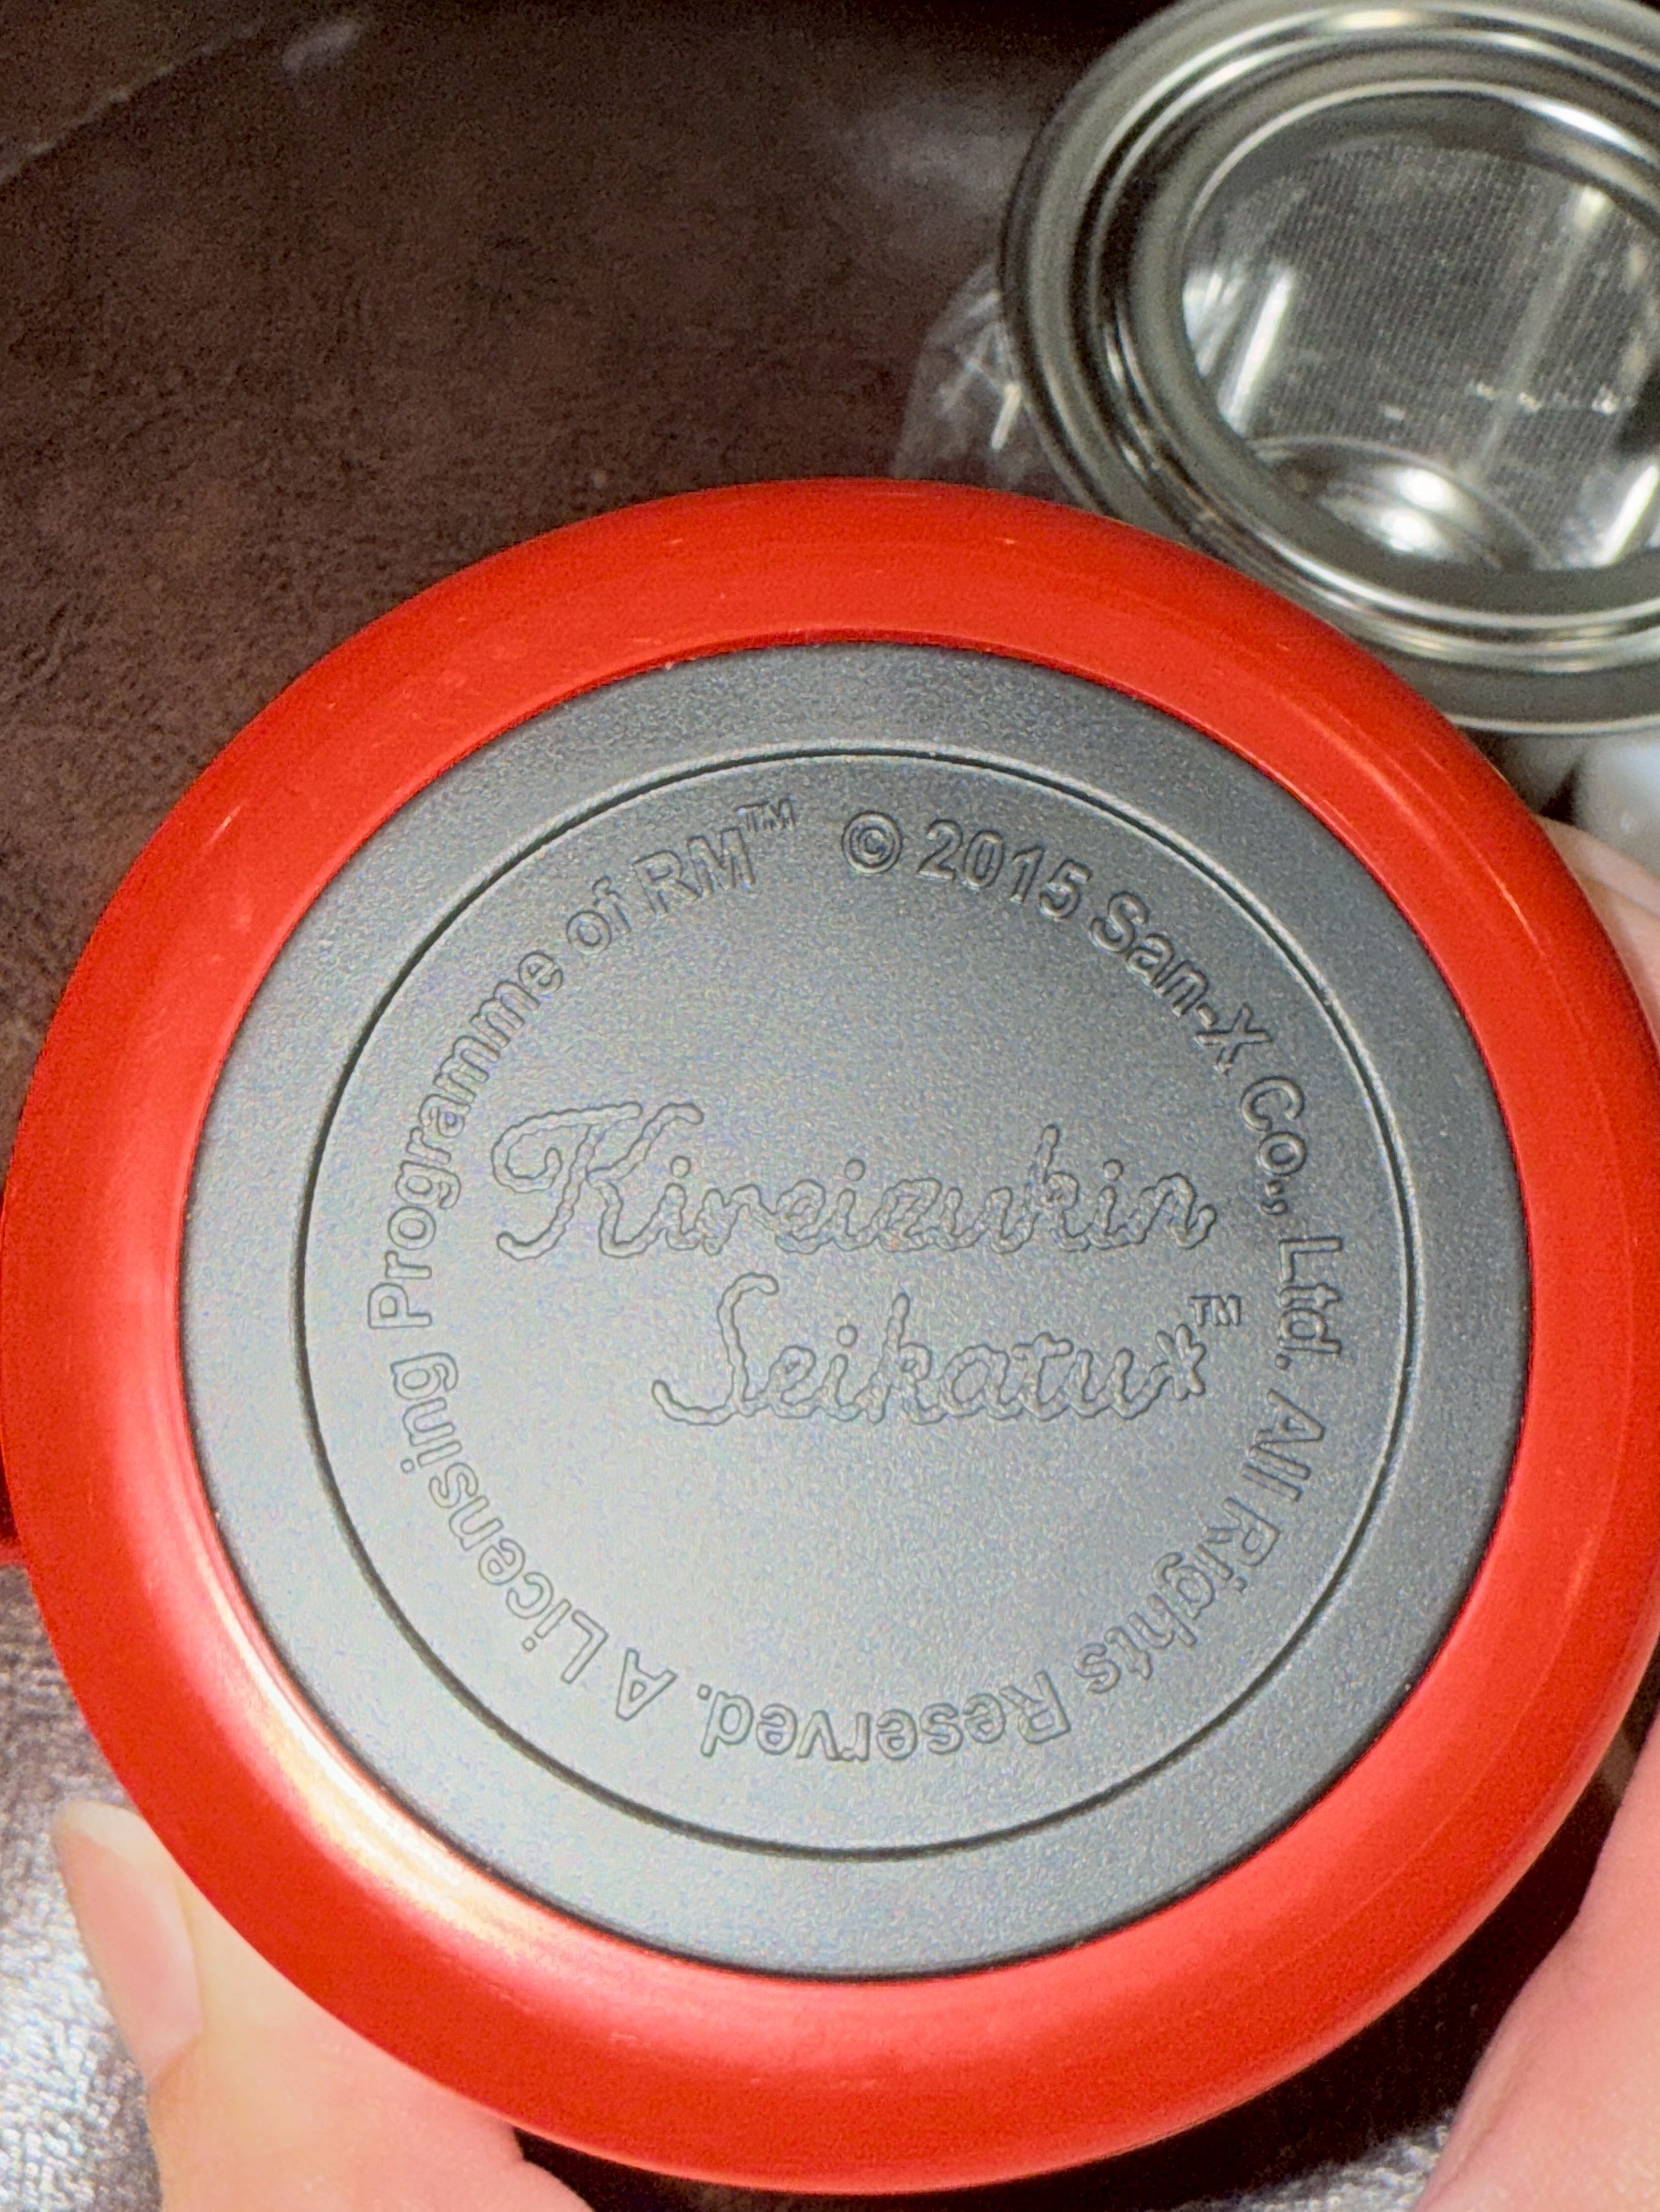 © 2015 San-X Co., Ltd. All Rights Reserved. A Licensing Programme of RM™
Kireizukin
Seikatu™